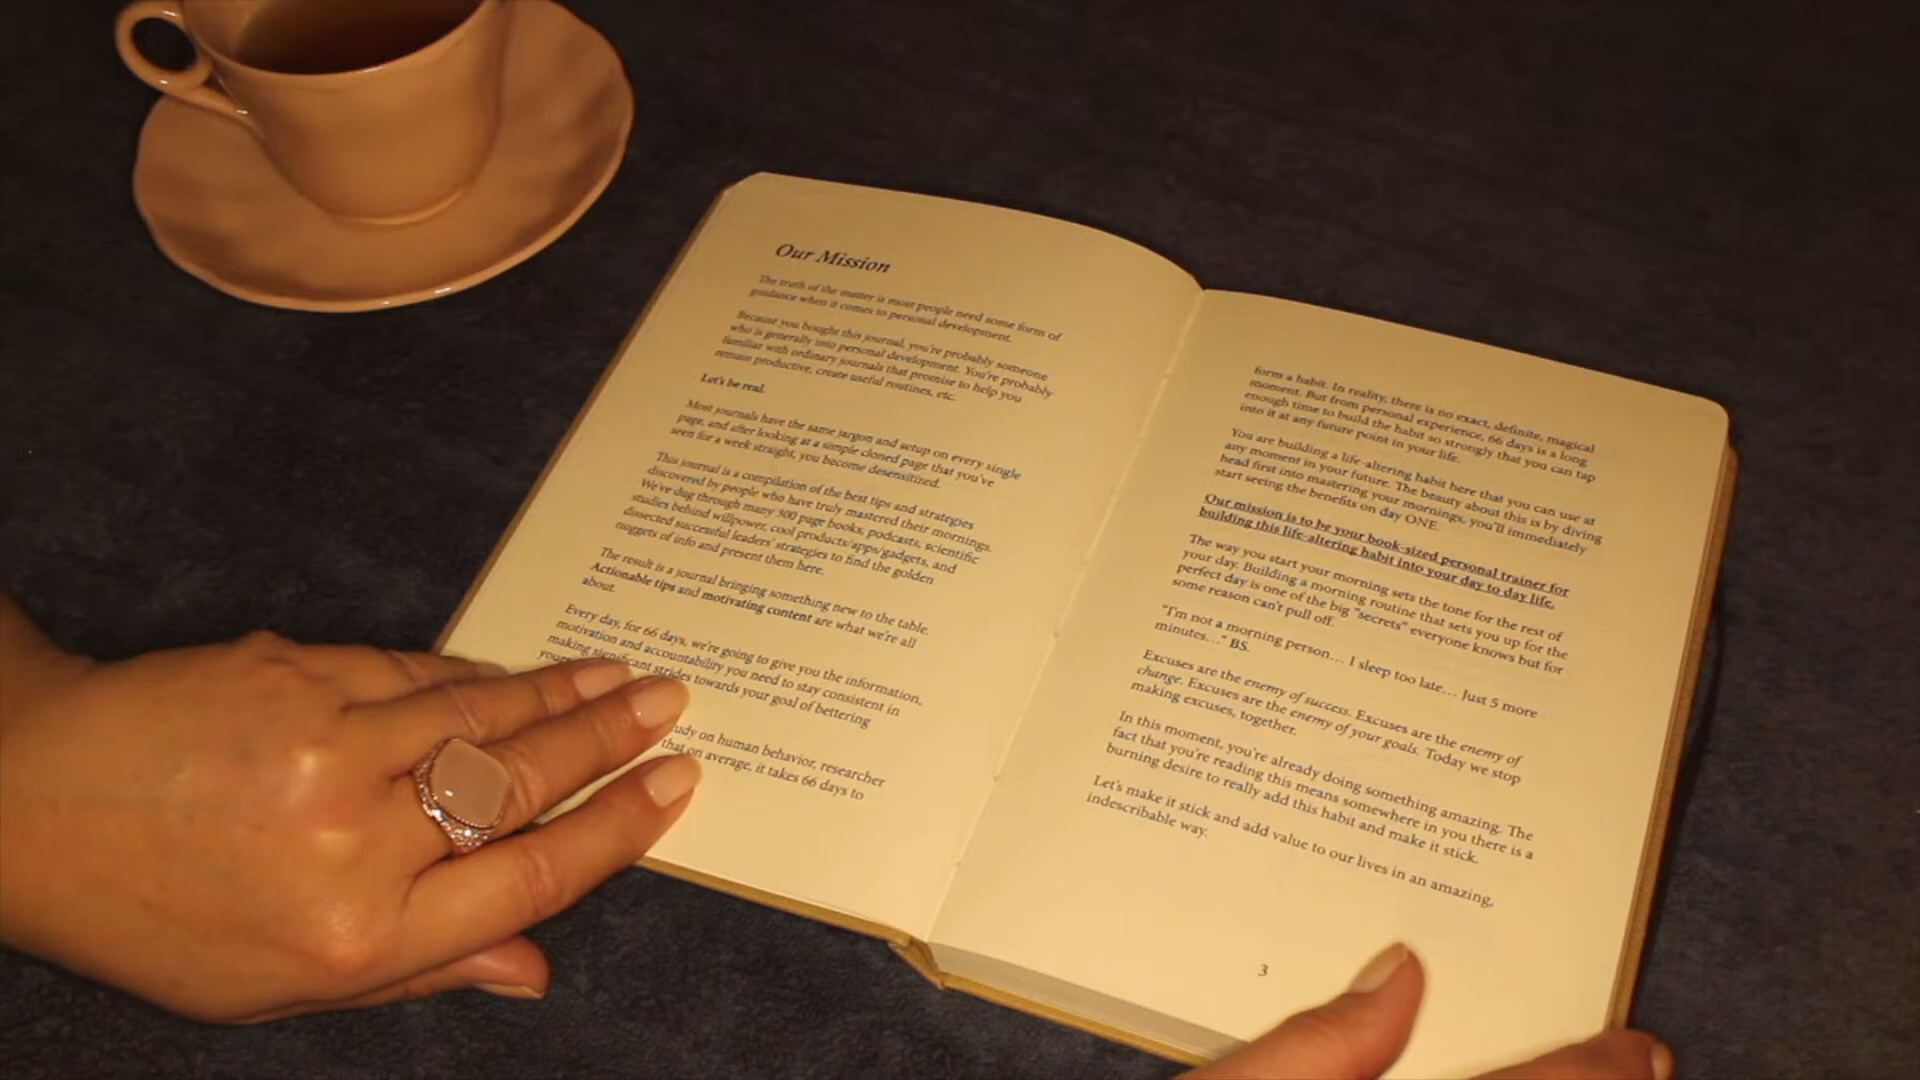 Our Mission
The truth of the matter is most people need some form of
guidance when it comes to personal development.
Because you bought this journal, you're probably someone
who is generally into personal development. You're probably
familiar with ordinary journals that promise to help you
remain productive, create useful routines, etc.
Let's be real.
Most journals have the same jargon and setup on every single
page, and after looking at a simple cloned page that you've
seen for a week straight, you become desensitized.
This journal is a compilation of the best tips and strategies
discovered by people who have truly mastered their mornings.
We've dug through many 300 page books, podcasts, scientific
studies behind willpower, cool products/apps/gadgets, and
dissected successful leaders' strategies to find the golden
nuggets of info and present them here.
The result is a journal bringing something new to the table.
Actionable tips and motivating content are what we're all
about.
Every day, for 66 days, we're going to give you the information,
motivation and accountability you need to stay consistent in
making significant strides towards your goal of bettering
on human behavior, researcher
that on average, it takes 66 days to
form a habit. In reality, there is no exact, definite, magical
moment. But from personal experience, 66 days is a long
enough time to build the habit so strongly that you can tap
into it at any future point in your life.
You are building a life-altering habit here that you can use at
any moment in your future. The beauty about this is by diving
head first into mastering your mornings, you'll immediately
start seeing the benefits on day ONE.
Our mission is to be your book-sized personal trainer for
building this life-altering habit into your day to day life.
The way you start your morning sets the tone for the rest of
your day. Building a morning routine that sets you up for the
perfect day is one of the big "secrets" everyone knows but for
some reason can't pull off.
"I'm not a morning person… I sleep too late… Just 5 more
minutes…" BS.
Excuses are the enemy of success. Excuses are the enemy of
change. Excuses are the enemy of your goals. Today we stop
making excuses, together.
In this moment, you're already doing something amazing. The
fact that you're reading this means somewhere in you there is a
burning desire to really add this habit and make it stick.
Let's make it stick and add value to our lives in an amazing,
indescribable way.
3